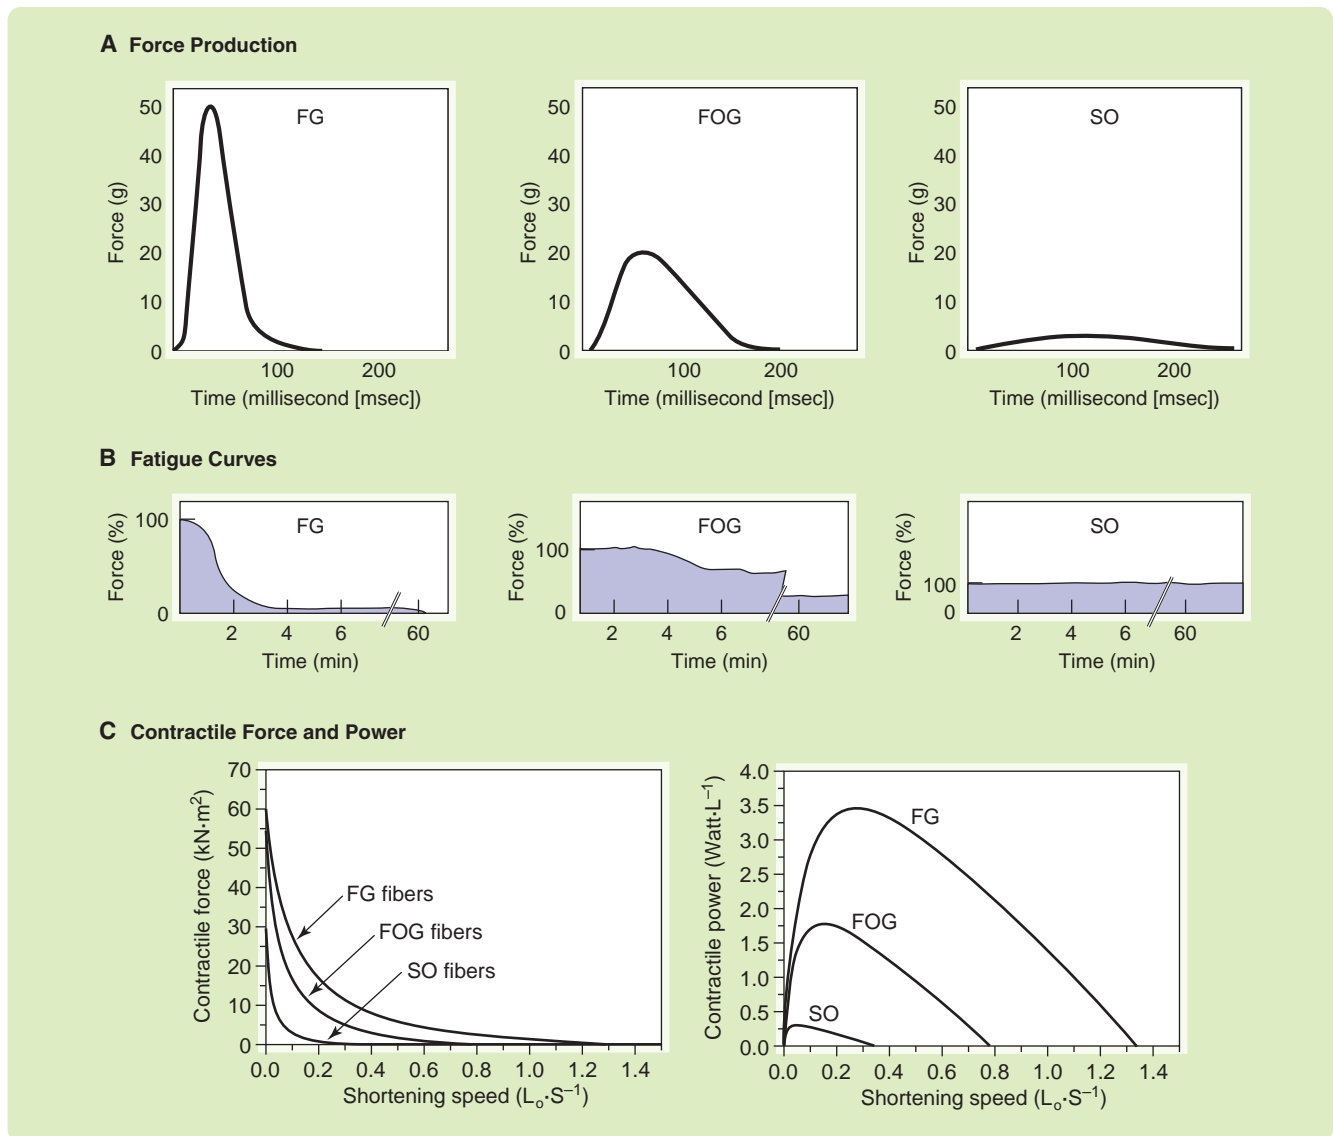 A Force Production
Force (g)
50
40
30
20
10
0
FG
100 200
Time (millisecond [msec])
Force (g)
50
40
30
20
10
0
FOG
100 200
Time (millisecond [msec])
Force (g)
50
40
30
20
10
0
SO
100 200
Time (millisecond [msec])
B Fatigue Curves
Force (%)
100
0
FG
2 4 6 60
Time (min)
Force (%)
100
0
FOG
2 4 6 60
Time (min)
Force (%)
100
0
SO
2 4 6 60
Time (min)
C Contractile Force and Power
Contractile force (kN·m²)
70
60
50
40
30
20
10
0
FG fibers
FOG fibers
SO fibers
0.0 0.2 0.4 0.6 0.8 1.0 1.2 1.4
Shortening speed (Lₒ·S⁻¹)
Contractile power (Watt·L⁻¹)
4.0
3.5
3.0
2.5
2.0
1.5
1.0
0.5
0.0
FG
FOG
SO
0.0 0.2 0.4 0.6 0.8 1.0 1.2 1.4
Shortening speed (Lₒ·S⁻¹)